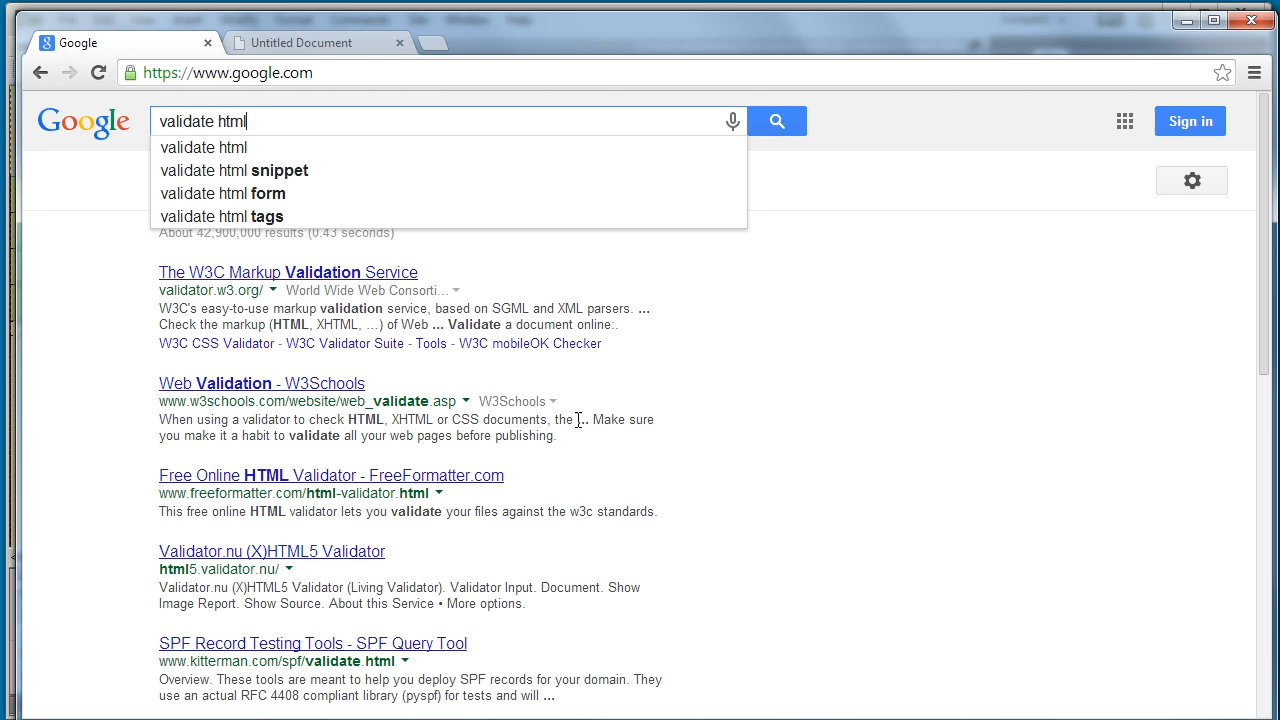 Insert Modify Format Commands Site Window Help
Google
Untitled Document
https://www.google.com
Google
validate html
Sign in
validate html
validate html snippet
validate html form
validate html tags
About 42,900,000 results (0.43 seconds)
The W3C Markup Validation Service
validator.w3.org/ World Wide Web Consorti...
W3C's easy-to-use markup validation service, based on SGML and XML parsers. ...
Check the markup (HTML, XHTML, ...) of Web ... Validate a document online:.
W3C CSS Validator - W3C Validator Suite - Tools - W3C mobileOK Checker
Web Validation - W3Schools
www.w3schools.com/website/web_validate.asp W3Schools
When using a validator to check HTML, XHTML or CSS documents, the ... Make sure
you make it a habit to validate all your web pages before publishing.
Free Online HTML Validator - FreeFormatter.com
www.freeformatter.com/html-validator.html
This free online HTML validator lets you validate your files against the w3c standards.
Validator.nu (X)HTML5 Validator
html5.validator.nu/
Validator.nu (X)HTML5 Validator (Living Validator). Validator Input. Document. Show
Image Report. Show Source. About this Service • More options.
SPF Record Testing Tools - SPF Query Tool
www.kitterman.com/spf/validate.html
Overview. These tools are meant to help you deploy SPF records for your domain. They
use an actual RFC 4408 compliant library (pyspf) for tests and will ...